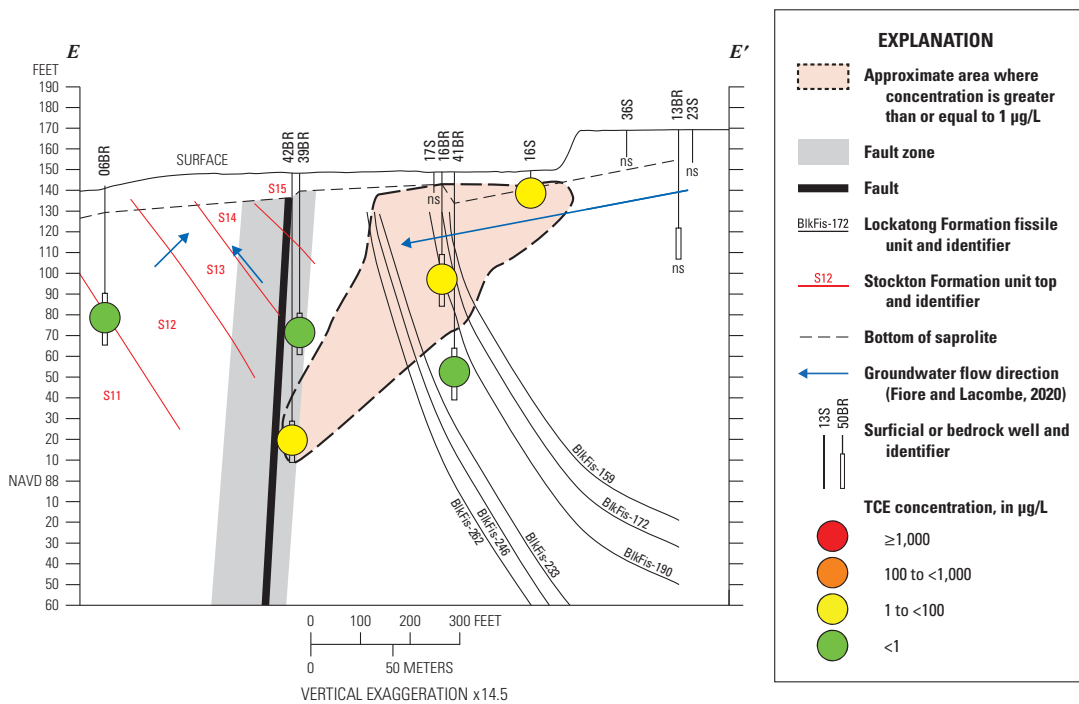 E
E′
FEET
190
180
170
160
150
140
130
120
110
100
90
80
70
60
50
40
30
20
10
NAVD 88
10
20
30
40
50
60
06BR
SURFACE
42BR
39BR
17S
16BR
41BR
16S
36S
13BR
23S
ns
ns
ns
ns
S15
S14
S13
S12
S11
BlkFis-159
BlkFis-172
BlkFis-190
BlkFis-233
BlkFis-246
BlkFis-262
0 100 200 300 FEET
0 50 METERS
VERTICAL EXAGGERATION x14.5
EXPLANATION
Approximate area where
concentration is greater
than or equal to 1 µg/L
Fault zone
Fault
BlkFis-172
Lockatong Formation fissile
unit and identifier
S12
Stockton Formation unit top
and identifier
Bottom of saprolite
Groundwater flow direction
(Fiore and Lacombe, 2020)
13S
50BR
Surficial or bedrock well and
identifier
TCE concentration, in µg/L
≥1,000
100 to <1,000
1 to <100
<1